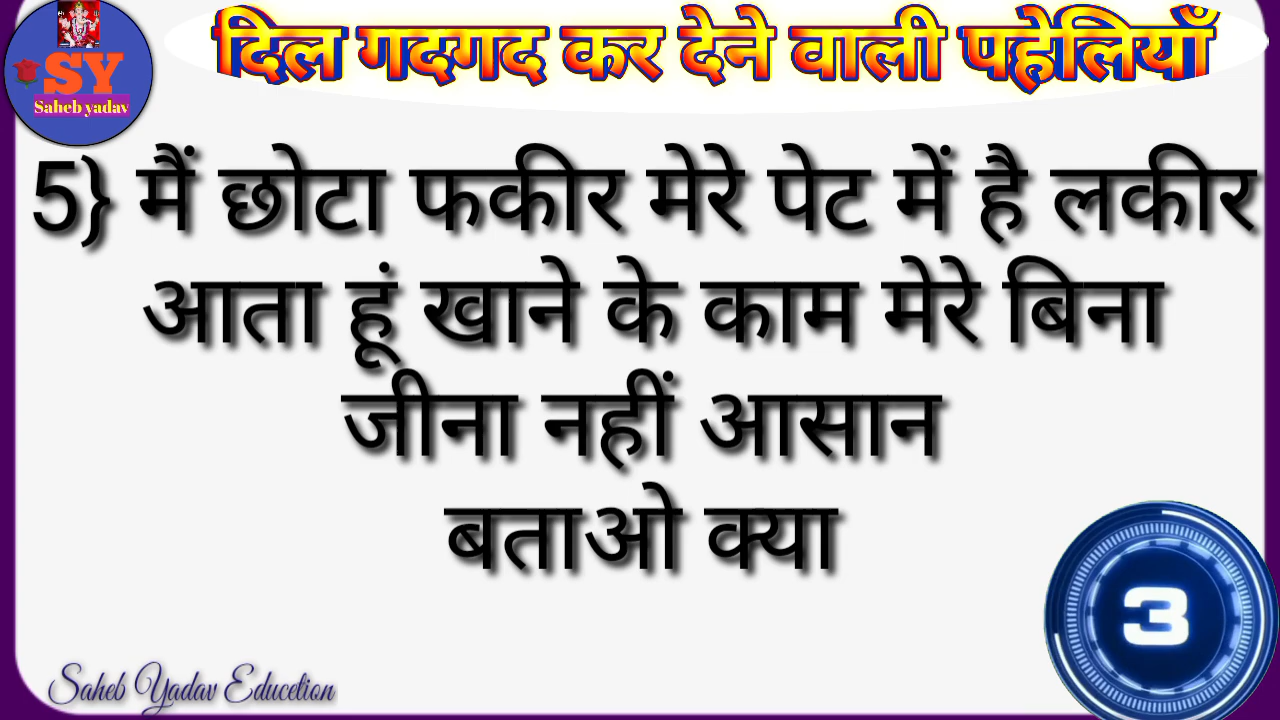 SY
Saheb yadav
दिल गदगद कर देने वाली पहेलियाँ
5} मैं छोटा फकीर मेरे पेट में है लकीर
आता हूं खाने के काम मेरे बिना
जीना नहीं आसान
बताओ क्या
3
Saheb Yadav Educetion